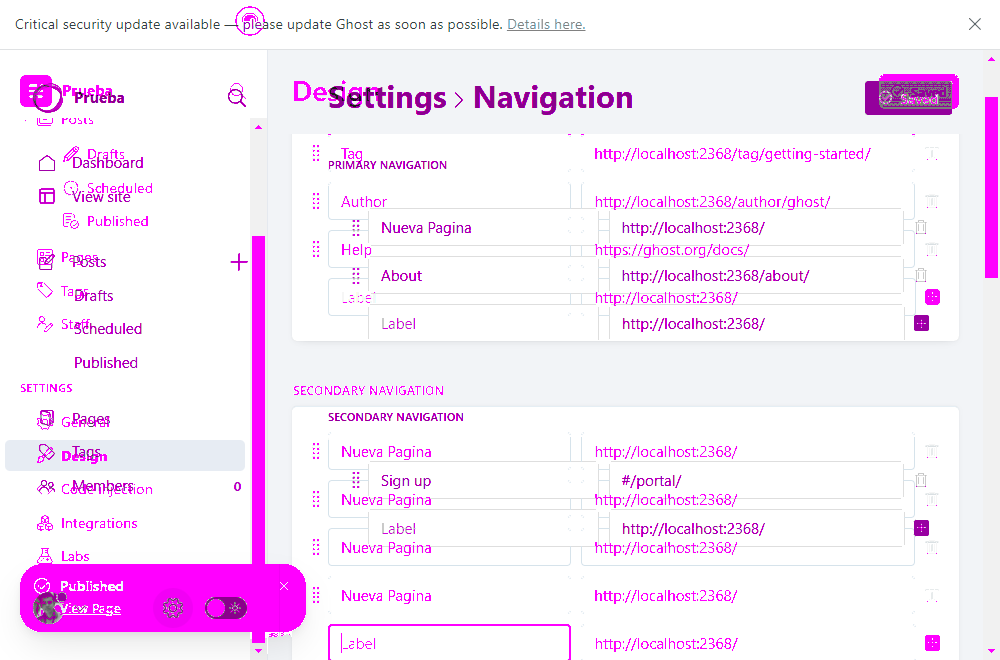 Critical security update available — please update Ghost as soon as possible. Details here.
Prueba
Prueba
Posts
Drafts
Dashboard
Scheduled
View site
Published
Pages
Posts
Tags
Drafts
Staff
Scheduled
Published
SETTINGS
Pages
General
Tags
Design
Members 0
Code injection
Integrations
Labs
Published
View Page
Design
Settings › Navigation
Saved
Tag http://localhost:2368/tag/getting-started/
PRIMARY NAVIGATION
Author http://localhost:2368/author/ghost/
Nueva Pagina http://localhost:2368/
Help https://ghost.org/docs/
About http://localhost:2368/about/
Label http://localhost:2368/
Label http://localhost:2368/
SECONDARY NAVIGATION
SECONDARY NAVIGATION
Nueva Pagina http://localhost:2368/
Sign up #/portal/
Nueva Pagina http://localhost:2368/
Label http://localhost:2368/
Nueva Pagina http://localhost:2368/
Nueva Pagina http://localhost:2368/
Label http://localhost:2368/